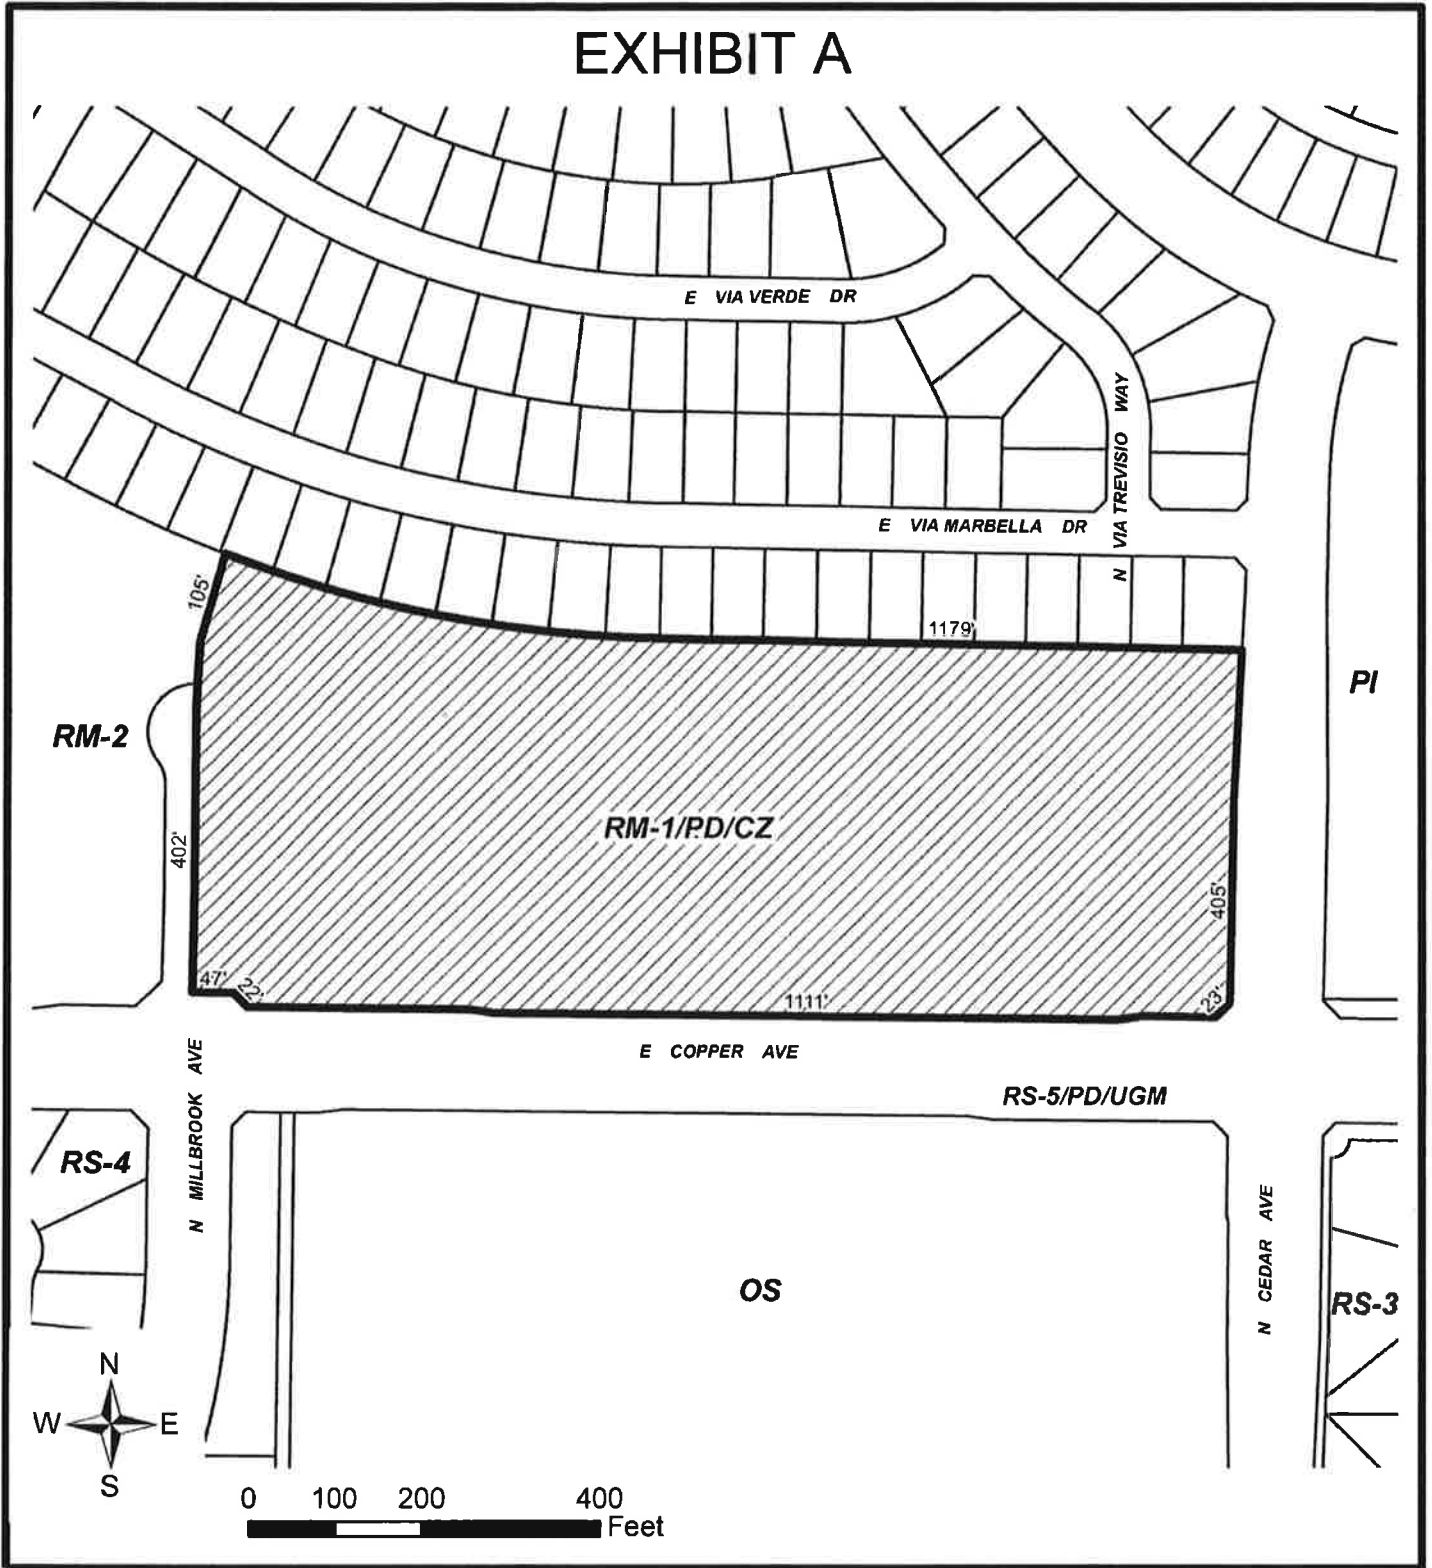 EXHIBIT A
E VIA VERDE DR
N VIA TREVISIO WAY
E VIA MARBELLA DR
105'
1179'
PI
RM-2
RM-1/PD/CZ
402'
405'
47'
22'
1111'
23'
E COPPER AVE
N MILLBROOK AVE
RS-5/PD/UGM
RS-4
N CEDAR AVE
OS
RS-3
N
W E
S
0 100 200 400
Feet